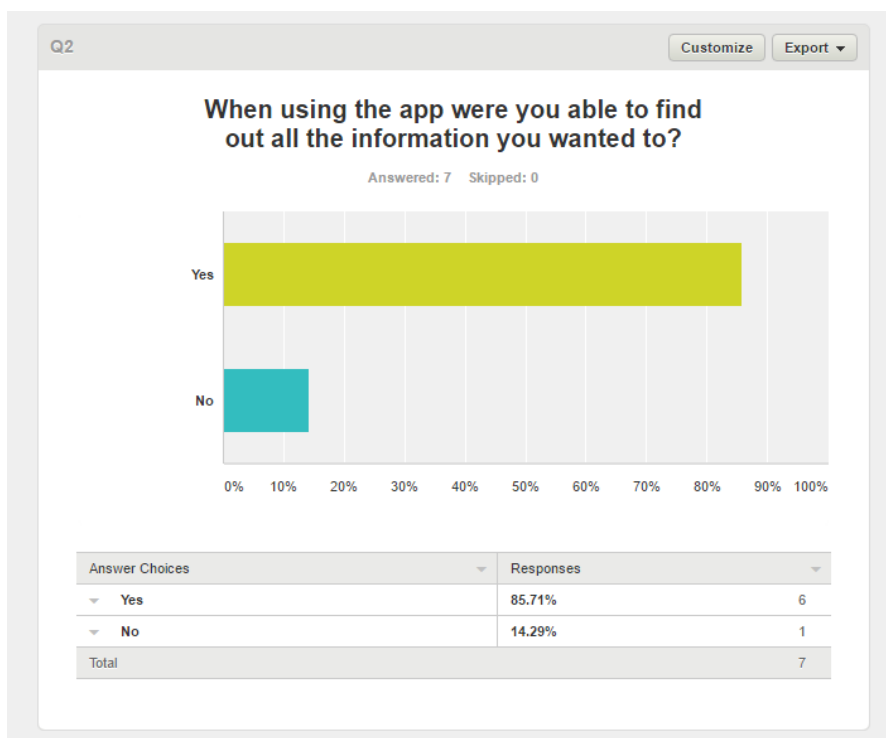 Q2 Customize Export
When using the app were you able to find
out all the information you wanted to?
Answered: 7 Skipped: 0
Yes
No
0% 10% 20% 30% 40% 50% 60% 70% 80% 90% 100%
Answer Choices Responses
Yes 85.71% 6
No 14.29% 1
Total 7